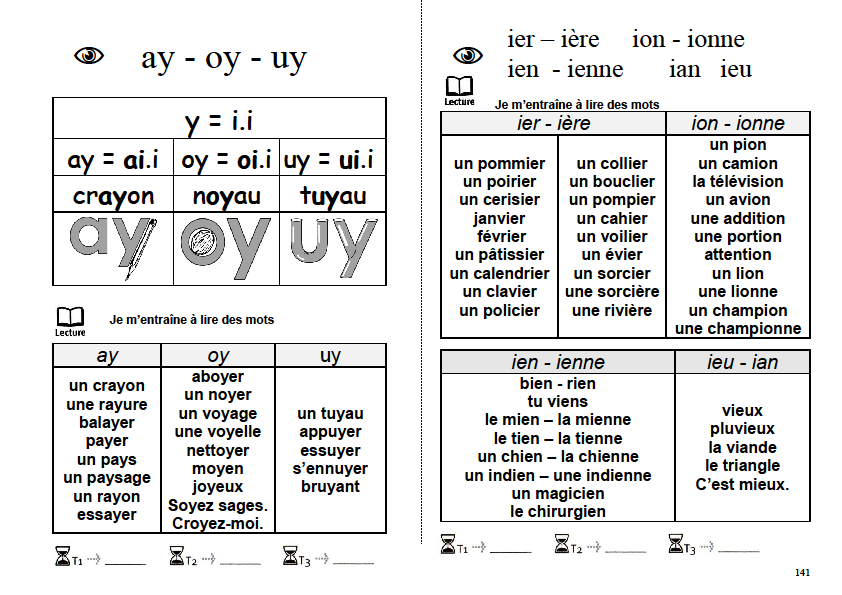 ay - oy - uy
y = i.i
ay = ai.i oy = oi.i uy = ui.i
crayon noyau tuyau
ay oy uy
Lecture
Je m'entraîne à lire des mots
ay oy uy
un crayon
une rayure
balayer
payer
un pays
un paysage
un rayon
essayer
aboyer
un noyer
un voyage
une voyelle
nettoyer
moyen
joyeux
Soyez sages.
Croyez-moi.
un tuyau
appuyer
essuyer
s'ennuyer
bruyant
T1 T2 T3
ier – ière ion - ionne
ien - ienne ian ieu
Lecture
Je m'entraîne à lire des mots
ier - ière ion - ionne
un pommier
un poirier
un cerisier
janvier
février
un pâtissier
un calendrier
un clavier
un policier
un collier
un bouclier
un pompier
un cahier
un voilier
un évier
un sorcier
une sorcière
une rivière
un pion
un camion
la télévision
un avion
une addition
une portion
attention
un lion
une lionne
un champion
une championne
ien - ienne ieu - ian
bien - rien
tu viens
le mien – la mienne
le tien – la tienne
un chien – la chienne
un indien – une indienne
un magicien
le chirurgien
vieux
pluvieux
la viande
le triangle
C'est mieux.
T1 T2 T3
141